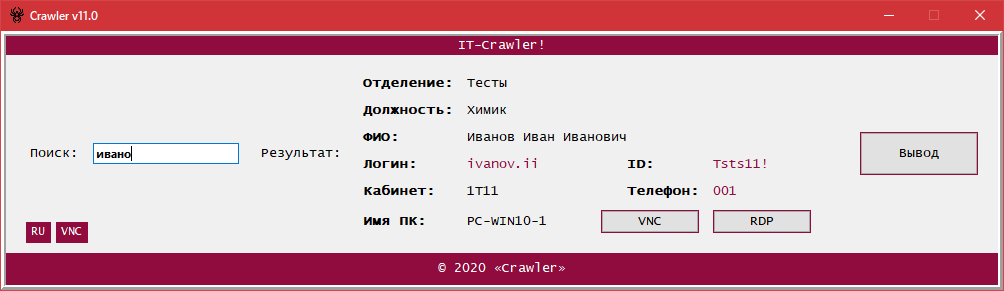 Crawler v11.0
IT-Crawler!
Отделение: Тесты
Должность: Химик
ФИО: Иванов Иван Иванович
Поиск: ивано Результат: Вывод
Логин: ivanov.ii ID: Tsts11!
Кабинет: 1T11 Телефон: 001
Имя ПК: PC-WIN10-1 VNC RDP
RU VNC
© 2020 «Crawler»